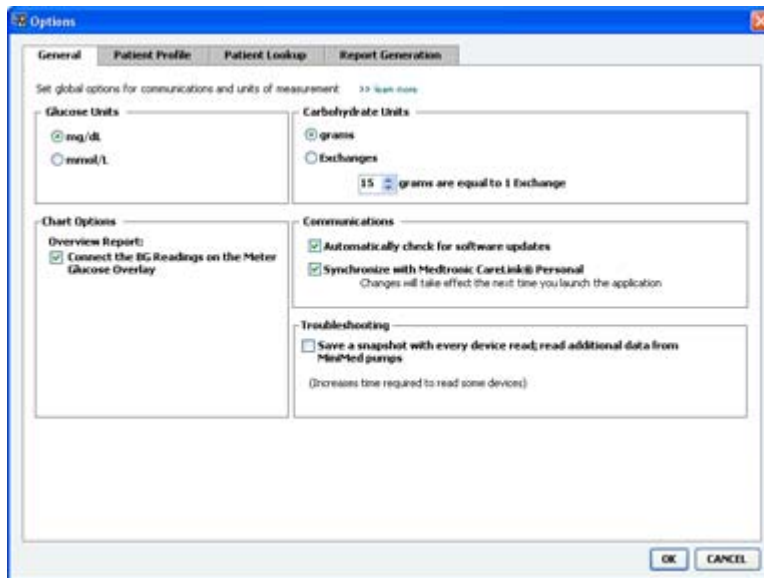 Options
General Patient Profile Patient Lookup Report Generation
Set global options for communications and units of measurement >> learn more
Glucose Units
mg/dL
mmol/L
Carbohydrate Units
grams
Exchanges
15 grams are equal to 1 Exchange
Chart Options
Overview Report:
Connect the BG Readings on the Meter
Glucose Overlay
Communications
Automatically check for software updates
Synchronize with Medtronic CareLink® Personal
Changes will take effect the next time you launch the application
Troubleshooting
Save a snapshot with every device read; read additional data from
MiniMed pumps
(Increases time required to read some devices)
OK CANCEL